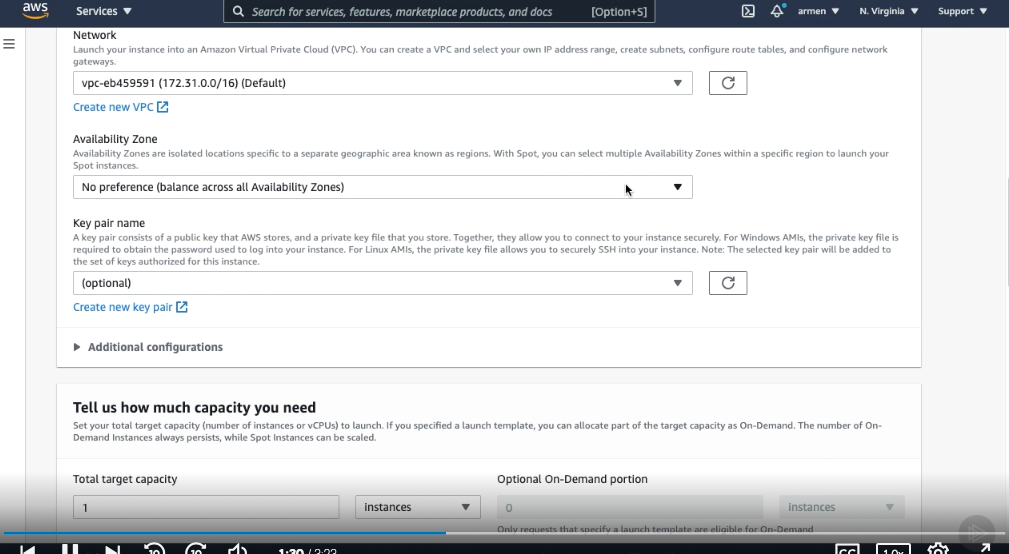 aws
Services ▼
Search for services, features, marketplace products, and docs [Option+S]
armen ▼
N. Virginia ▼
Support ▼
Network
Launch your instance into an Amazon Virtual Private Cloud (VPC). You can create a VPC and select your own IP address range, create subnets, configure route tables, and configure network
gateways.
vpc-eb459591 (172.31.0.0/16) (Default)
Create new VPC
Availability Zone
Availability Zones are isolated locations specific to a separate geographic area known as regions. With Spot, you can select multiple Availability Zones within a specific region to launch your
Spot instances.
No preference (balance across all Availability Zones)
Key pair name
A key pair consists of a public key that AWS stores, and a private key file that you store. Together, they allow you to connect to your instance securely. For Windows AMIs, the private key file is
required to obtain the password used to log into your instance. For Linux AMIs, the private key file allows you to securely SSH into your instance. Note: The selected key pair will be added to
the set of keys authorized for this instance.
(optional)
Create new key pair
Additional configurations
Tell us how much capacity you need
Set your total target capacity (number of instances or vCPUs) to launch. If you specified a launch template, you can allocate part of the target capacity as On-Demand. The number of On-
Demand Instances always persists, while Spot Instances can be scaled.
Total target capacity
Optional On-Demand portion
1
instances
0
instances
Only requests that specify a launch template are eligible for On-Demand
10
10
1:30 / 3:23
CC
1.0x